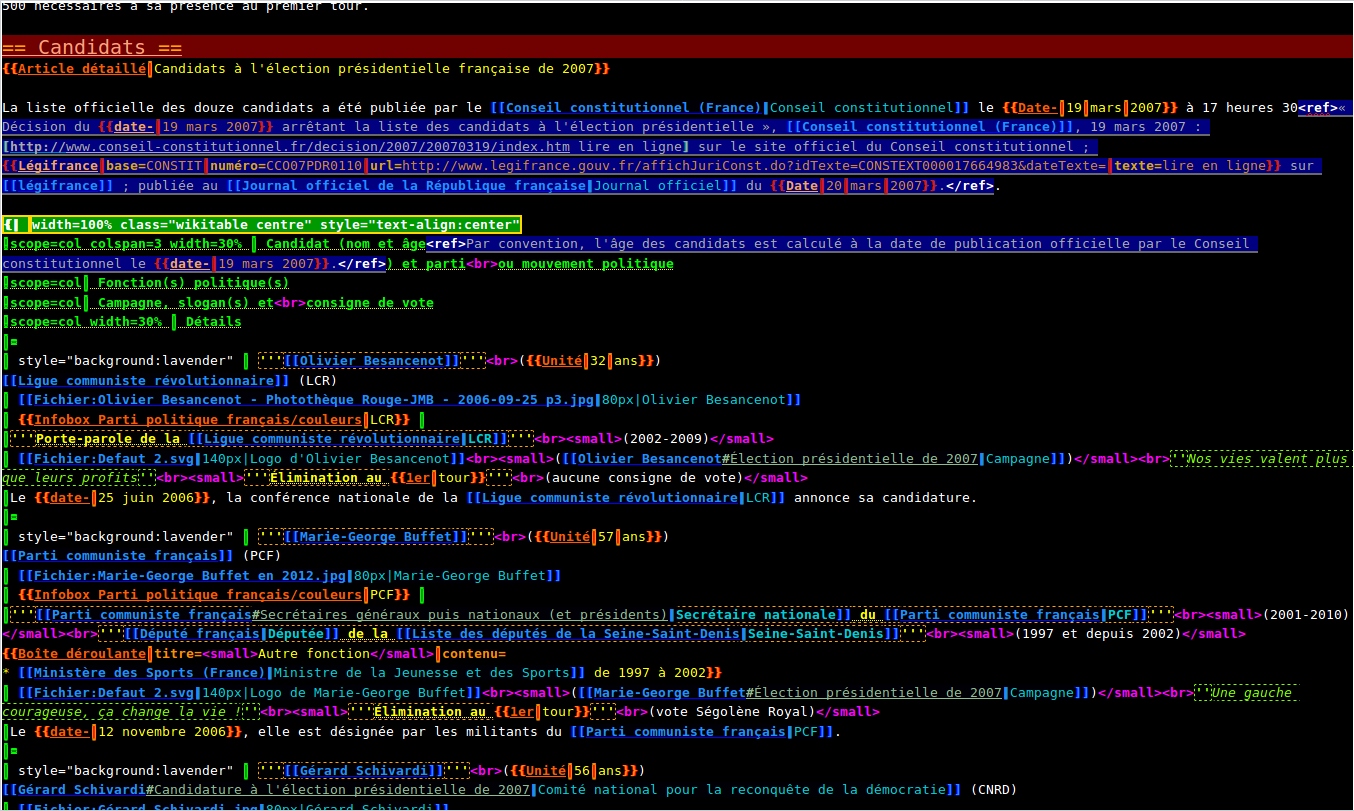 500 nécessaires à sa présence au premier tour.
== Candidats ==
{{Article détaillé|Candidats à l'élection présidentielle française de 2007}}
La liste officielle des douze candidats a été publiée par le [[Conseil constitutionnel (France)|Conseil constitutionnel]] le {{Date-|19|mars|2007}} à 17 heures 30<ref>«
Décision du {{date-|19 mars 2007}} arrêtant la liste des candidats à l'élection présidentielle », [[Conseil constitutionnel (France)]], 19 mars 2007 :
[http://www.conseil-constitutionnel.fr/decision/2007/20070319/index.htm lire en ligne] sur le site officiel du Conseil constitutionnel ;
{{Légifrance|base=CONSTIT|numéro=CCO07PDR0110|url=http://www.legifrance.gouv.fr/affichJuriConst.do?idTexte=CONSTEXT000017664983&dateTexte=|texte=lire en ligne}} sur
[[légifrance]] ; publiée au [[Journal officiel de la République française|Journal officiel]] du {{Date|20|mars|2007}}.</ref>.
{| width=100% class="wikitable centre" style="text-align:center"
!scope=col colspan=3 width=30% | Candidat (nom et âge<ref>Par convention, l'âge des candidats est calculé à la date de publication officielle par le Conseil
constitutionnel le {{date-|19 mars 2007}}.</ref>) et parti<br>ou mouvement politique
!scope=col| Fonction(s) politique(s)
!scope=col| Campagne, slogan(s) et<br>consigne de vote
!scope=col width=30% | Détails
|-
| style="background:lavender" | '''[[Olivier Besancenot]]'''<br>({{Unité|32|ans}})
[[Ligue communiste révolutionnaire]] (LCR)
| [[Fichier:Olivier Besancenot - Photothèque Rouge-JMB - 2006-09-25 p3.jpg|80px|Olivier Besancenot]]
| {{Infobox Parti politique français/couleurs|LCR}} |
|'''Porte-parole de la [[Ligue communiste révolutionnaire|LCR]]'''<br><small>(2002-2009)</small>
| [[Fichier:Defaut 2.svg|140px|Logo d'Olivier Besancenot]]<br><small>([[Olivier Besancenot#Élection présidentielle de 2007|Campagne]])</small><br>''Nos vies valent plus
que leurs profits''<br><small>'''Élimination au {{1er|tour}}'''<br>(aucune consigne de vote)</small>
|Le {{date-|25 juin 2006}}, la conférence nationale de la [[Ligue communiste révolutionnaire|LCR]] annonce sa candidature.
|-
| style="background:lavender" | '''[[Marie-George Buffet]]'''<br>({{Unité|57|ans}})
[[Parti communiste français]] (PCF)
| [[Fichier:Marie-George Buffet en 2012.jpg|80px|Marie-George Buffet]]
| {{Infobox Parti politique français/couleurs|PCF}} |
|'''[[Parti communiste français#Secrétaires généraux puis nationaux (et présidents)|Secrétaire nationale]] du [[Parti communiste français|PCF]]'''<br><small>(2001-2010)
</small><br>'''[[Député français|Députée]] de la [[Liste des députés de la Seine-Saint-Denis|Seine-Saint-Denis]]'''<br><small>(1997 et depuis 2002)</small>
{{Boîte déroulante|titre=<small>Autre fonction</small>|contenu=
* [[Ministère des Sports (France)|Ministre de la Jeunesse et des Sports]] de 1997 à 2002}}
| [[Fichier:Defaut 2.svg|140px|Logo de Marie-George Buffet]]<br><small>([[Marie-George Buffet#Élection présidentielle de 2007|Campagne]])</small><br>''Une gauche
courageuse, ça change la vie !''<br><small>'''Élimination au {{1er|tour}}'''<br>(vote Ségolène Royal)</small>
|Le {{date-|12 novembre 2006}}, elle est désignée par les militants du [[Parti communiste français|PCF]].
|-
| style="background:lavender" | '''[[Gérard Schivardi]]'''<br>({{Unité|56|ans}})
[[Gérard Schivardi#Candidature à l'élection présidentielle de 2007|Comité national pour la reconquête de la démocratie]] (CNRD)
| [[Fichier:Gérard Schivardi.jpg|80px|Gérard Schivardi]]